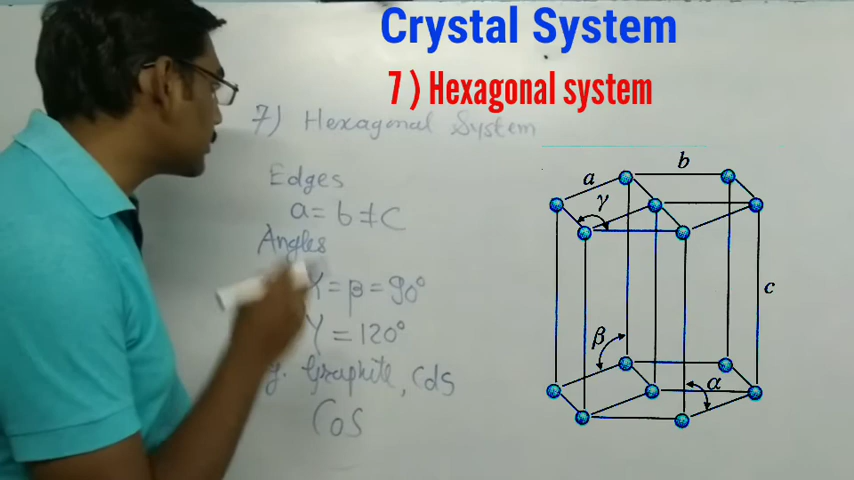 Crystal System
7 ) Hexagonal system
7) Hexagonal System
Edges
a = b ≠ c
Angles
α = β = 90°
γ = 120°
g. Graphite, Cds
CoS
a
b
γ
c
β
α